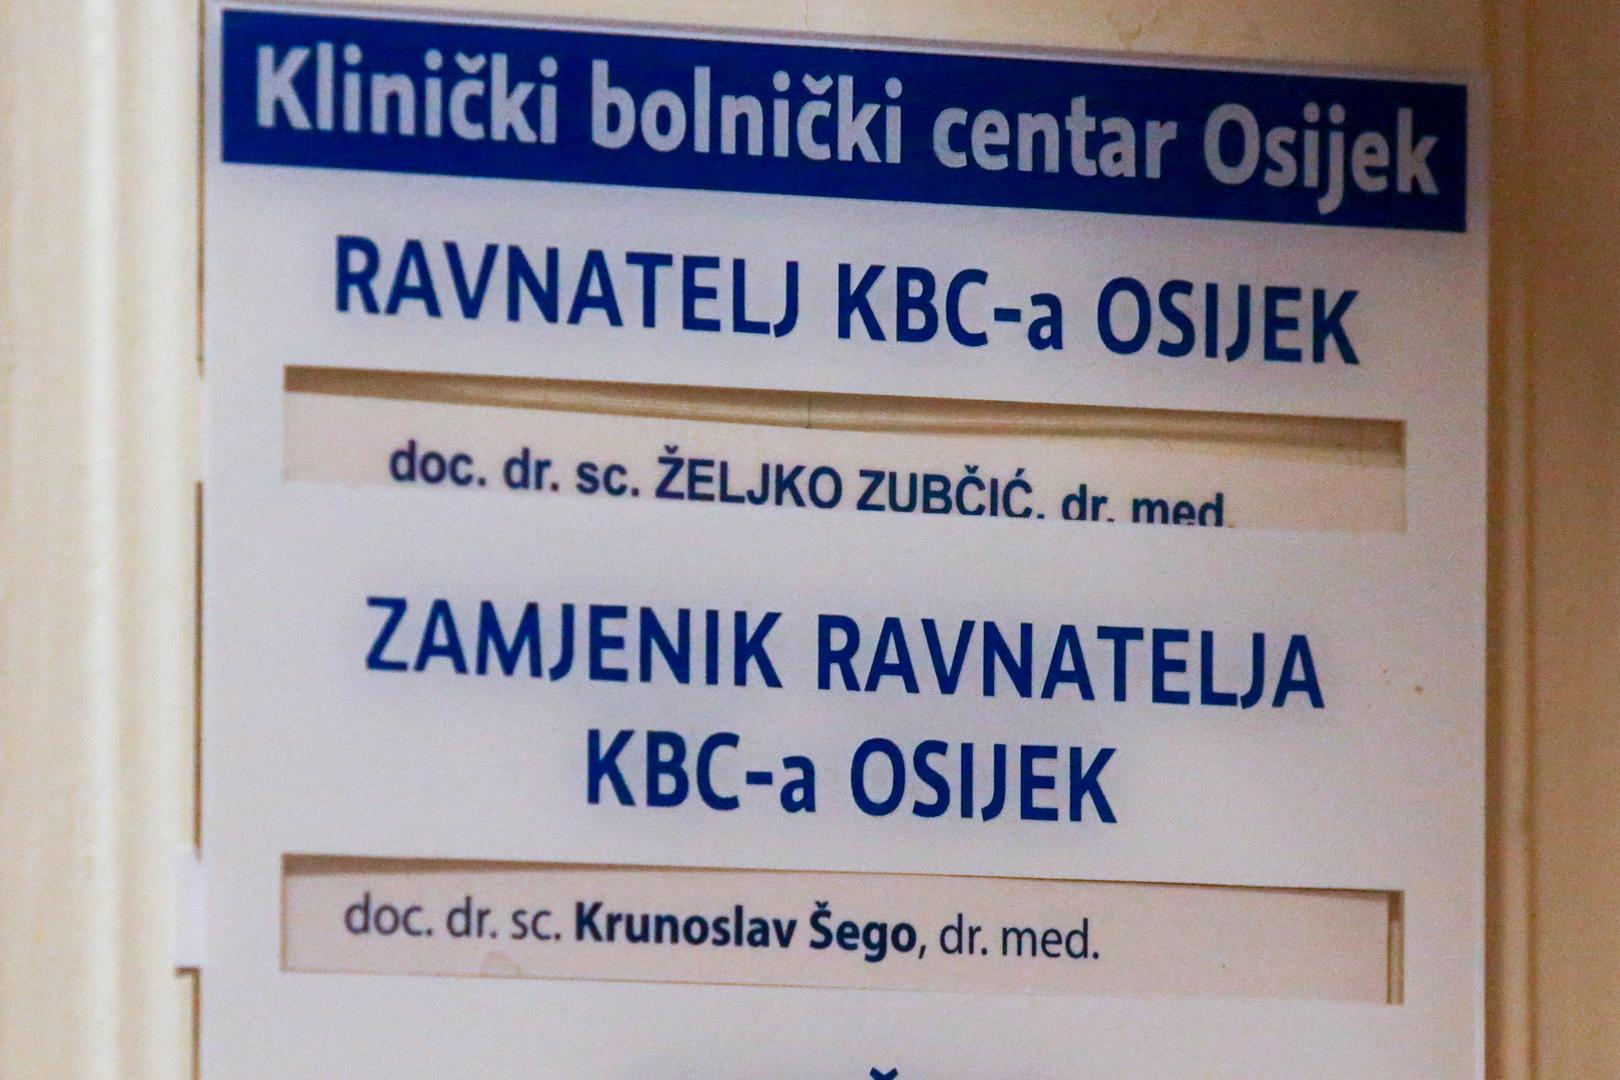 Klinički bolnički centar Osijek
RAVNATELJ KBC-a OSIJEK
doc. dr. sc. ŽELJKO ZUBČIĆ, dr. med.
ZAMJENIK RAVNATELJA
KBC-a OSIJEK
doc. dr. sc. Krunoslav Šego, dr. med.